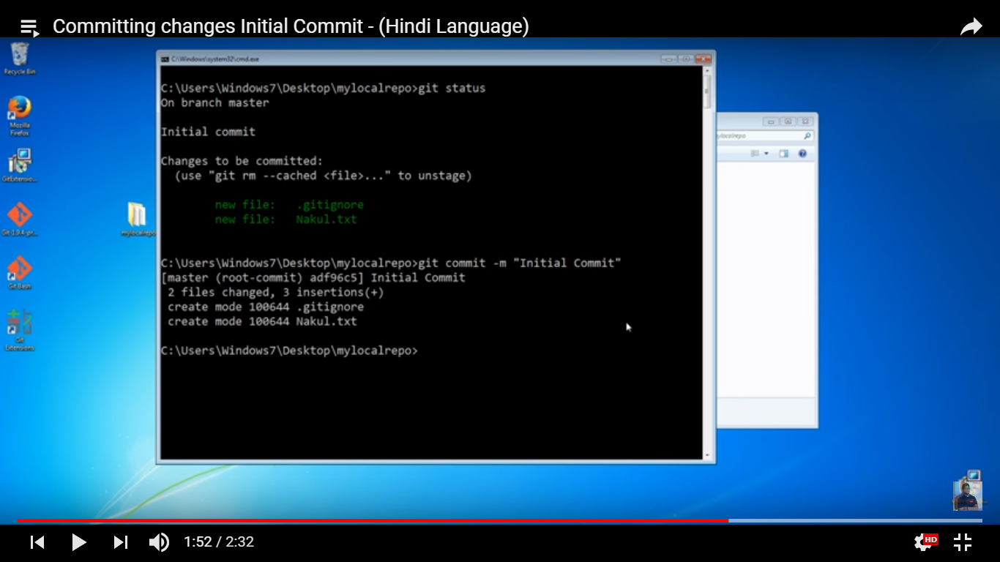 Committing changes Initial Commit - (Hindi Language)
Recycle Bin
Mozilla
Firefox
GitExtensio...
Git-1.9.4-pr...
Git Bash
Git
Extensions
mylocalrepo
C:\Windows\system32\cmd.exe
C:\Users\Windows7\Desktop\mylocalrepo>git status
On branch master
Initial commit
Changes to be committed:
(use "git rm --cached <file>..." to unstage)
new file: .gitignore
new file: Nakul.txt
C:\Users\Windows7\Desktop\mylocalrepo>git commit -m "Initial Commit"
[master (root-commit) adf96c5] Initial Commit
2 files changed, 3 insertions(+)
create mode 100644 .gitignore
create mode 100644 Nakul.txt
C:\Users\Windows7\Desktop\mylocalrepo>
ylocalrepo
1:52 / 2:32
HD